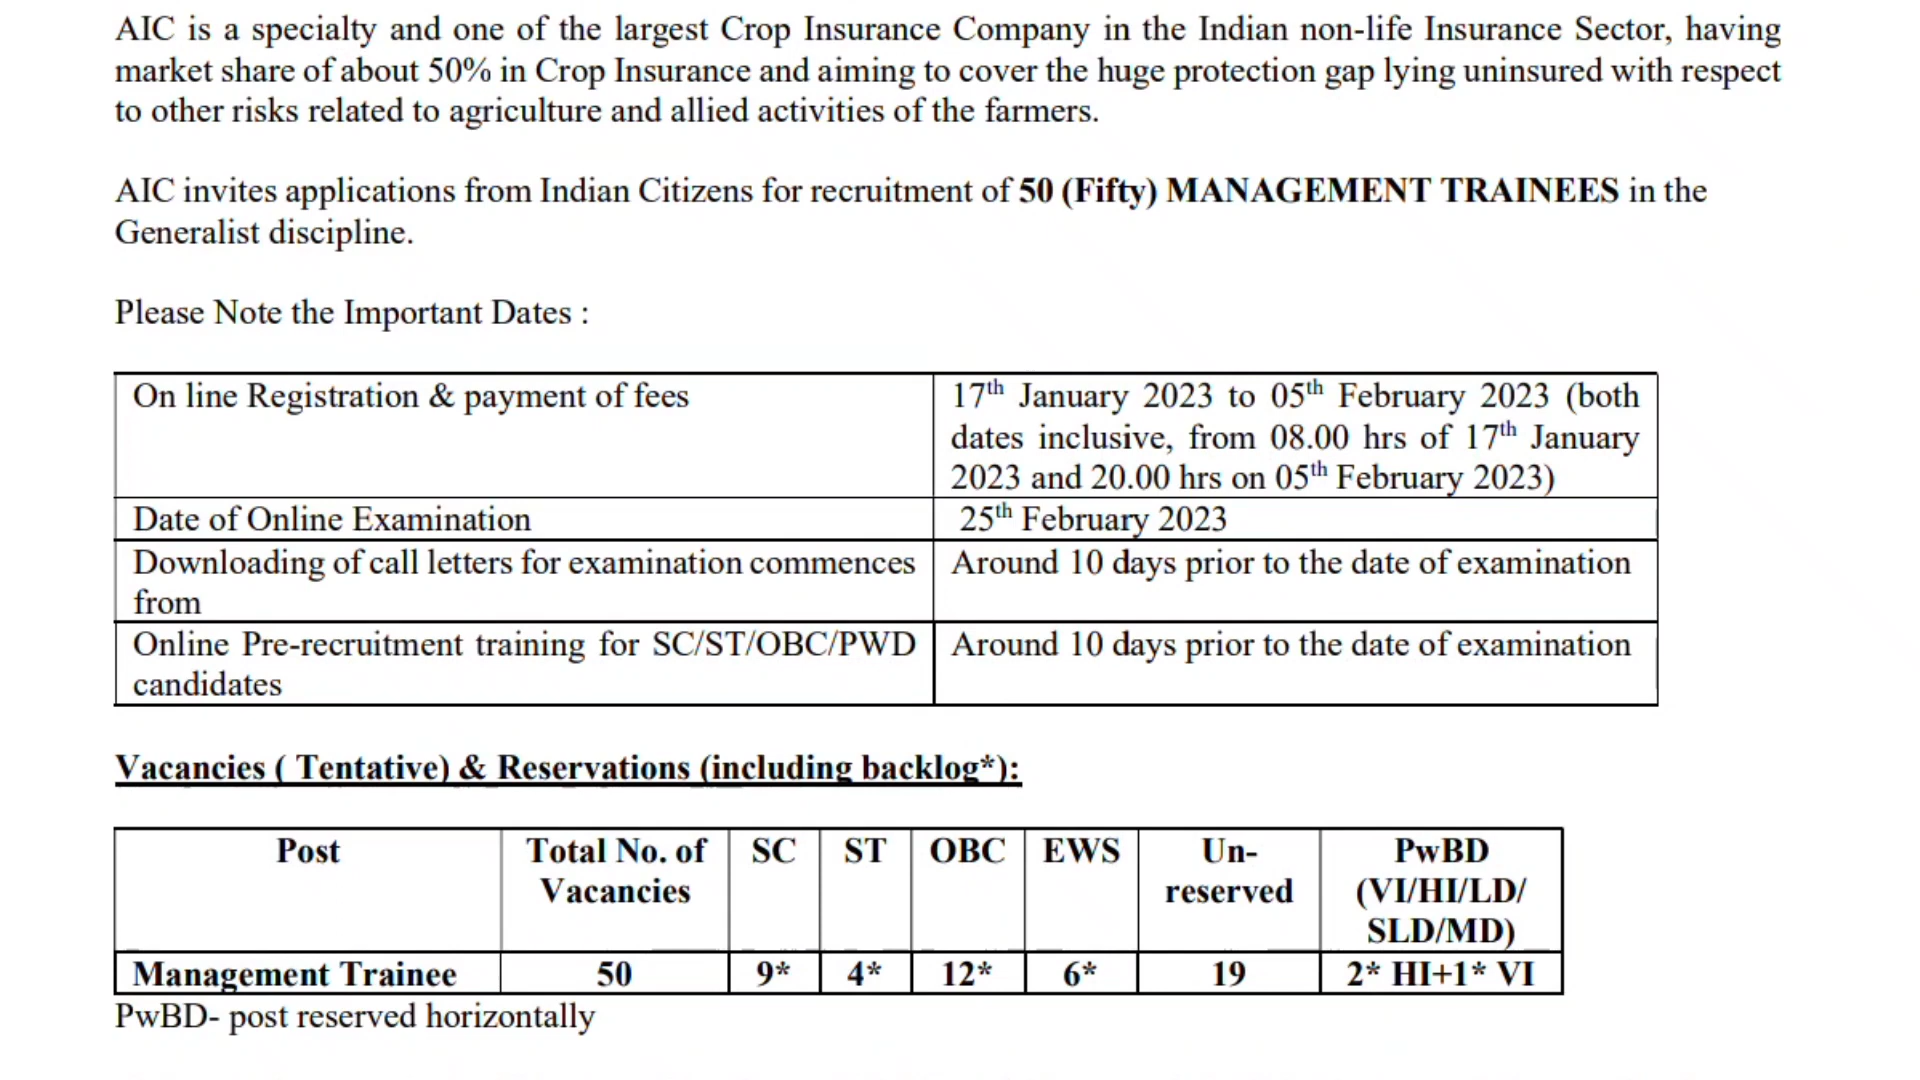 AIC is a specialty and one of the largest Crop Insurance Company in the Indian non-life Insurance Sector, having
market share of about 50% in Crop Insurance and aiming to cover the huge protection gap lying uninsured with respect
to other risks related to agriculture and allied activities of the farmers.
AIC invites applications from Indian Citizens for recruitment of 50 (Fifty) MANAGEMENT TRAINEES in the
Generalist discipline.
Please Note the Important Dates :
On line Registration & payment of fees
17th January 2023 to 05th February 2023 (both
dates inclusive, from 08.00 hrs of 17th January
2023 and 20.00 hrs on 05th February 2023)
Date of Online Examination
25th February 2023
Downloading of call letters for examination commences
from
Around 10 days prior to the date of examination
Online Pre-recruitment training for SC/ST/OBC/PWD
candidates
Around 10 days prior to the date of examination
Vacancies ( Tentative) & Reservations (including backlog*):
Post
Total No. of
Vacancies
SC
ST
OBC
EWS
Un-
reserved
PwBD
(VI/HI/LD/
SLD/MD)
Management Trainee
50
9*
4*
12*
6*
19
2* HI+1* VI
PwBD- post reserved horizontally